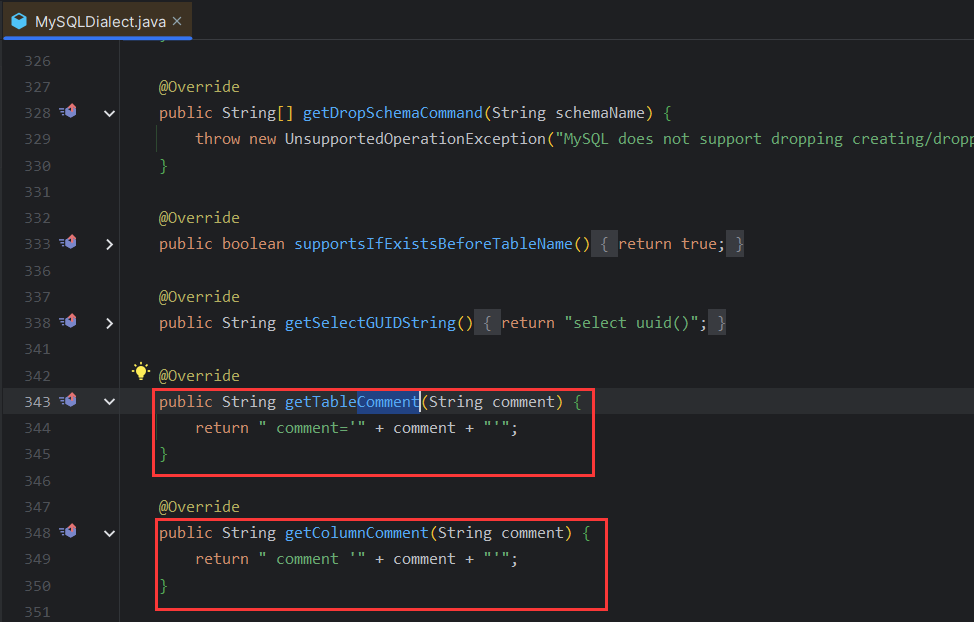 MySQLDialect.java
326
327 @Override
328 public String[] getDropSchemaCommand(String schemaName) {
329 throw new UnsupportedOperationException("MySQL does not support dropping creating/dropp
330 }
331
332 @Override
333 public boolean supportsIfExistsBeforeTableName() { return true; }
336
337 @Override
338 public String getSelectGUIDString() { return "select uuid()"; }
341
342 @Override
343 public String getTableComment(String comment) {
344 return " comment='" + comment + "'";
345 }
346
347 @Override
348 public String getColumnComment(String comment) {
349 return " comment '" + comment + "'";
350 }
351